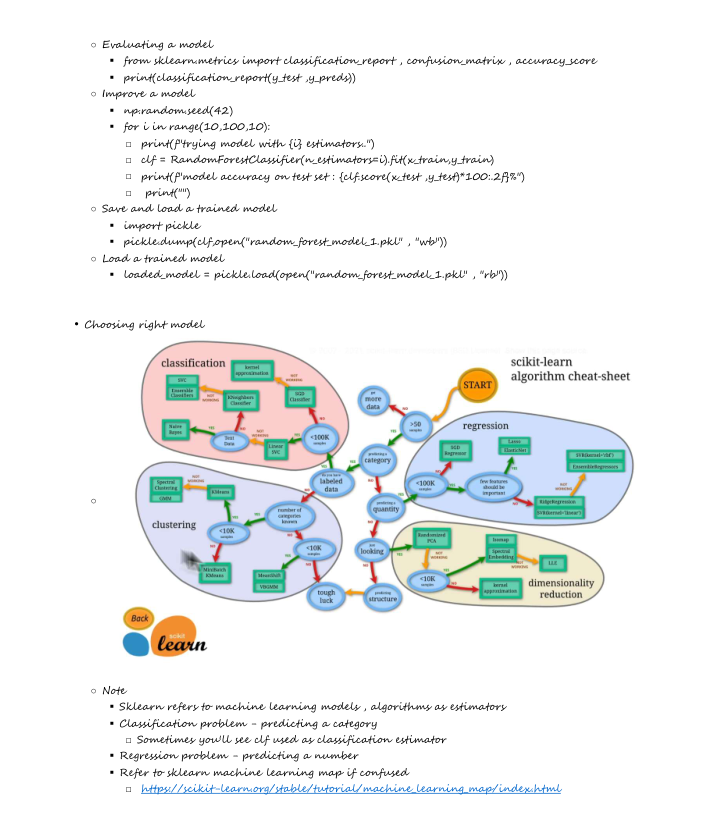 ○ Evaluating a model
▪ from sklearn.metrics import classification_report , confusion_matrix , accuracy_score
▪ print(classification_report(y_test ,y_preds))
○ Improve a model
▪ np.random.seed(42)
▪ for i in range(10,100,10):
□ print(f"trying model with {i} estimators..")
□ clf = RandomForestClassifier(n_estimators=i).fit(x_train,y_train)
□ print(f"model accuracy on test set : {clf.score(x_test ,y_test)*100:.2f}%")
□ print("")
○ Save and load a trained model
▪ import pickle
▪ pickle.dump(clf,open("random_forest_model_1.pkl" , "wb"))
○ Load a trained model
▪ loaded_model = pickle.load(open("random_forest_model_1.pkl" , "rb"))
• Choosing right model
scikit-learn
algorithm cheat-sheet
START
classification
kernel
approximation
SVC
Ensemble
Classifiers
KNeighbors
Classifier
SGD
Classifier
Naive
Bayes
Text
Data
Linear
SVC
<100K
samples
get
more
data
>50
samples
predicting a
category
labeled
data
predicting a
quantity
just
looking
predicting
structure
tough
luck
regression
SGD
Regressor
Lasso
ElasticNet
SVR(kernel='rbf')
EnsembleRegressors
<100K
samples
few features
should be
important
RidgeRegression
SVR(kernel='linear')
clustering
Spectral
Clustering
GMM
KMeans
number of
categories
known
<10K
samples
<10K
samples
MiniBatch
KMeans
MeanShift
VBGMM
Randomized
PCA
Isomap
Spectral
Embedding
LLE
<10K
samples
kernel
approximation
dimensionality
reduction
YES
NO
NOT
WORKING
Back
scikit
learn
○ Note
▪ Sklearn refers to machine learning models , algorithms as estimators
▪ Classification problem - predicting a category
□ Sometimes you'll see clf used as classification estimator
▪ Regression problem - predicting a number
▪ Refer to sklearn machine learning map if confused
□ https://scikit-learn.org/stable/tutorial/machine_learning_map/index.html